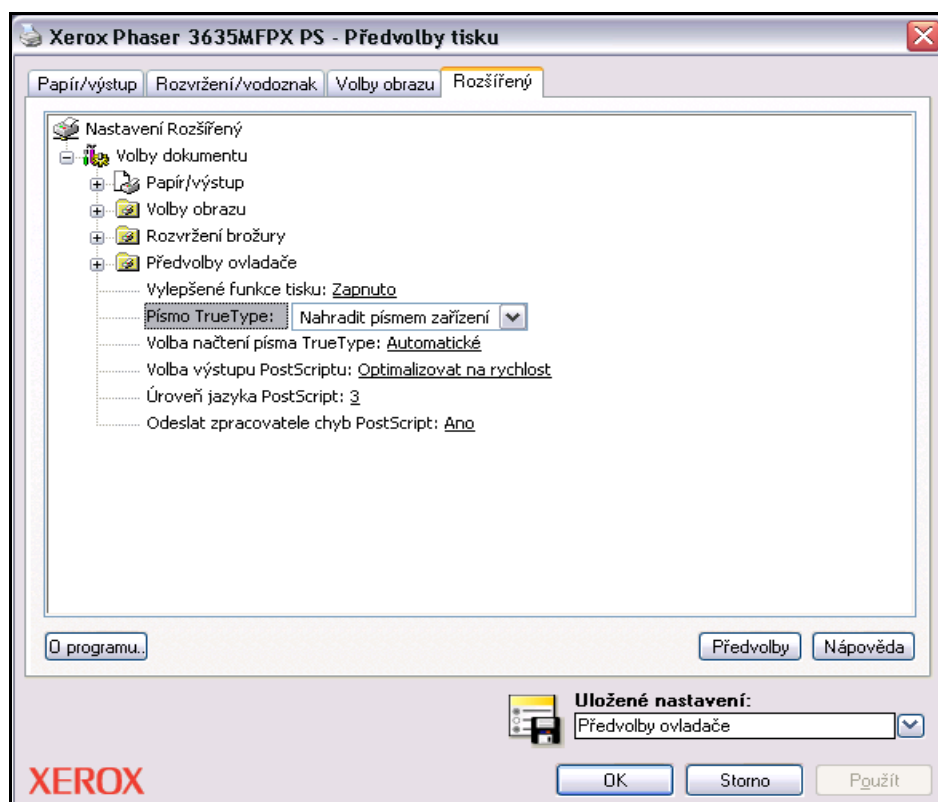 Xerox Phaser 3635MFPX PS - Předvolby tisku
Papír/výstup Rozvržení/vodoznak Volby obrazu Rozšířený
Nastavení Rozšířený
Volby dokumentu
Papír/výstup
Volby obrazu
Rozvržení brožury
Předvolby ovladače
Vylepšené funkce tisku: Zapnuto
Písmo TrueType: Nahradit písmem zařízení
Volba načtení písma TrueType: Automatické
Volba výstupu PostScriptu: Optimalizovat na rychlost
Úroveň jazyka PostScript: 3
Odeslat zpracovatele chyb PostScript: Ano
O programu.. Předvolby Nápověda
Uložené nastavení:
Předvolby ovladače
XEROX OK Storno Použít